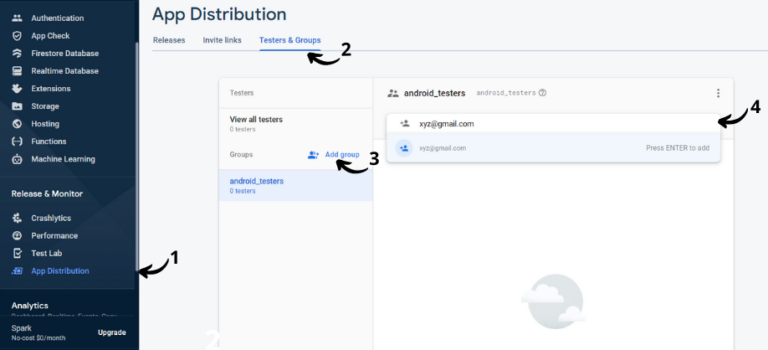 Authentication
App Check
Firestore Database
Realtime Database
Extensions
Storage
Hosting
Functions
Machine Learning
Release & Monitor
Crashlytics
Performance
Test Lab
App Distribution
1
Analytics
Spark
No-cost $0/month
Upgrade
App Distribution
Releases
Invite links
Testers & Groups
2
Testers
View all testers
0 testers
Groups
Add group
3
android_testers
0 testers
android_testers
android_testers
xyz@gmail.com
4
xyz@gmail.com
Press ENTER to add
2